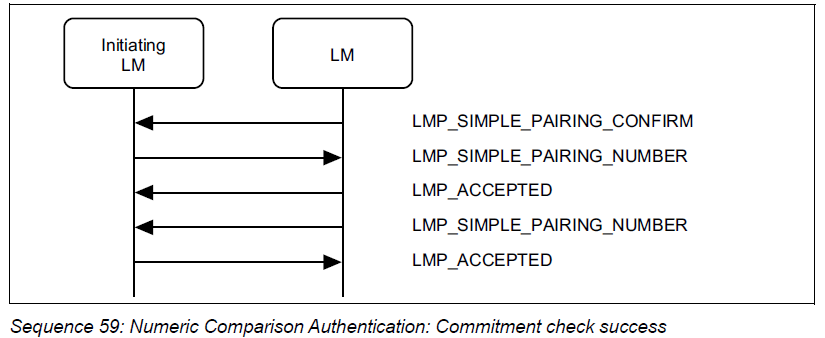 Initiating
LM
LM
LMP_SIMPLE_PAIRING_CONFIRM
LMP_SIMPLE_PAIRING_NUMBER
LMP_ACCEPTED
LMP_SIMPLE_PAIRING_NUMBER
LMP_ACCEPTED
Sequence 59: Numeric Comparison Authentication: Commitment check success